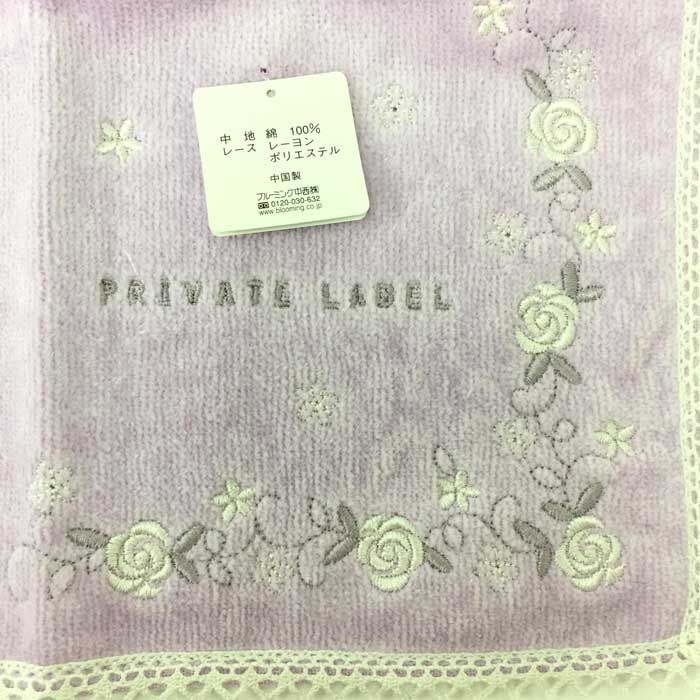 中 地 綿 100%
レース レーヨン
ポリエステル
中国製
ブルーミング中西㈱
0120-030-632
www.blooming.co.jp
PRIVATE LABEL